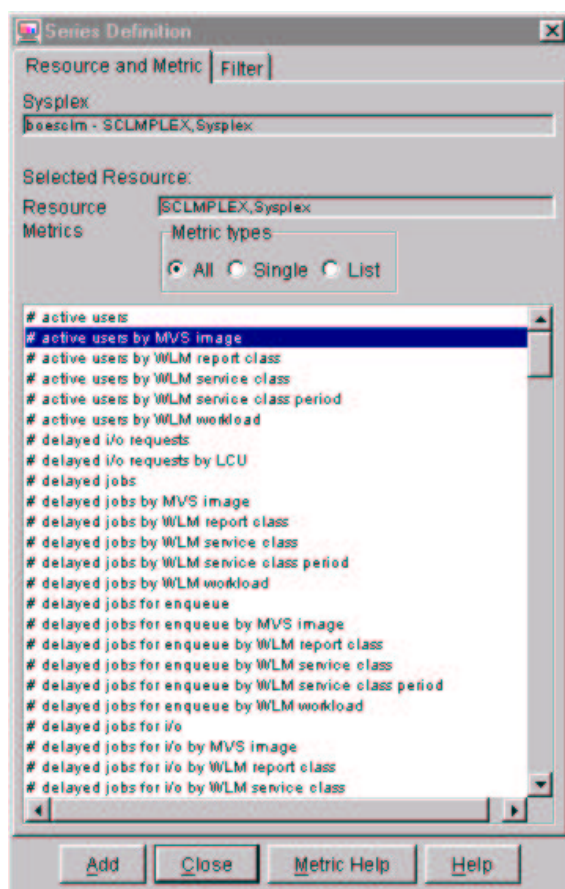 Series Definition
Resource and Metric Filter
Sysplex
boesclm - SCLMPLEX,Sysplex
Selected Resource:
Resource SCLMPLEX,Sysplex
Metrics Metric types
All Single List
# active users
# active users by MVS image
# active users by WLM report class
# active users by WLM service class
# active users by WLM service class period
# active users by WLM workload
# delayed i/o requests
# delayed i/o requests by LCU
# delayed jobs
# delayed jobs by MVS image
# delayed jobs by WLM report class
# delayed jobs by WLM service class
# delayed jobs by WLM service class period
# delayed jobs by WLM workload
# delayed jobs for enqueue
# delayed jobs for enqueue by MVS image
# delayed jobs for enqueue by WLM report class
# delayed jobs for enqueue by WLM service class
# delayed jobs for enqueue by WLM service class period
# delayed jobs for enqueue by WLM workload
# delayed jobs for i/o
# delayed jobs for i/o by MVS image
# delayed jobs for i/o by WLM report class
# delayed jobs for i/o by WLM service class
Add Close Metric Help Help